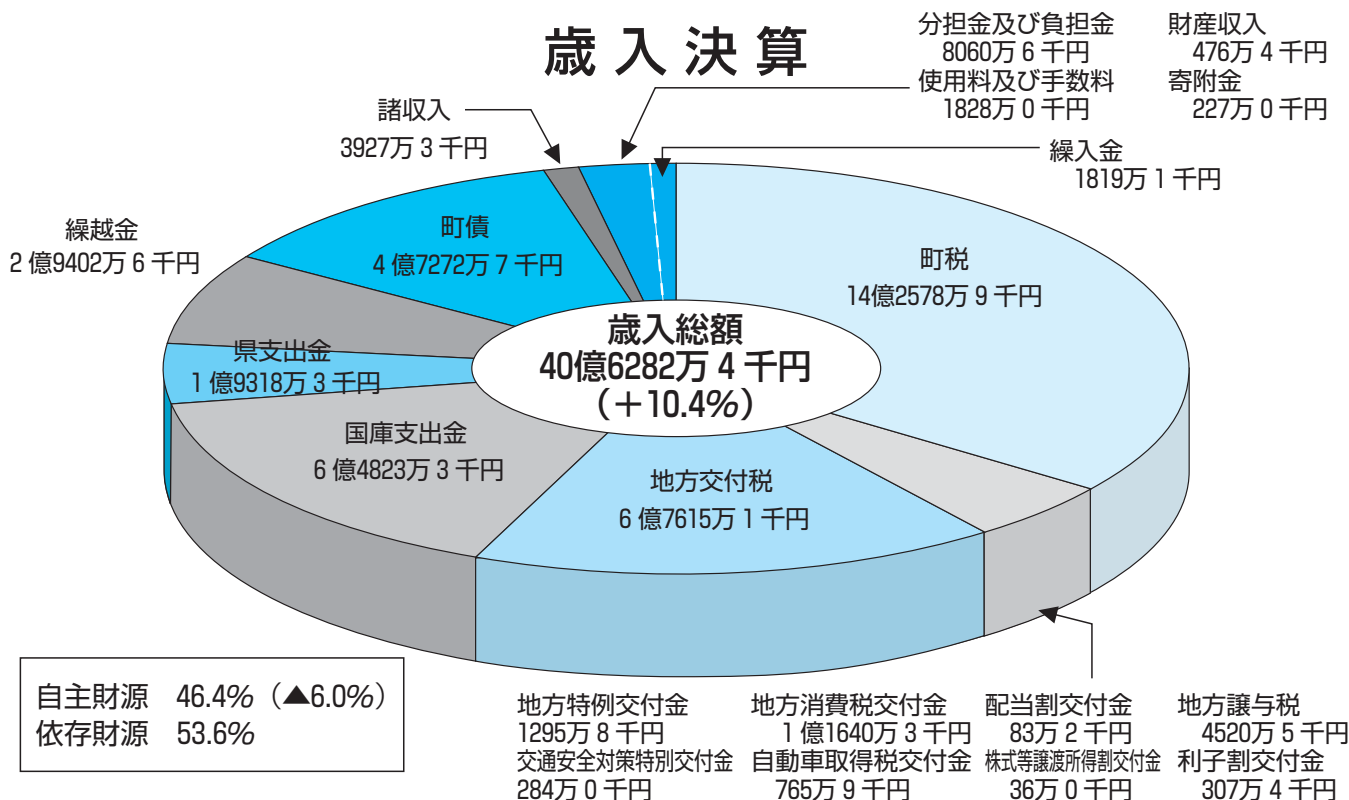 歳入決算
分担金及び負担金
8060万6千円
財産収入
476万4千円
使用料及び手数料
1828万0千円
寄附金
227万0千円
諸収入
3927万3千円
繰入金
1819万1千円
繰越金
2億9402万6千円
町債
4億7272万7千円
町税
14億2578万9千円
歳入総額
40億6282万4千円
(+10.4%)
県支出金
1億9318万3千円
国庫支出金
6億4823万3千円
地方交付税
6億7615万1千円
自主財源 46.4%(▲6.0%)
依存財源 53.6%
地方特例交付金
1295万8千円
地方消費税交付金
1億1640万3千円
配当割交付金
83万2千円
地方譲与税
4520万5千円
交通安全対策特別交付金
284万0千円
自動車取得税交付金
765万9千円
株式等譲渡所得割交付金
36万0千円
利子割交付金
307万4千円